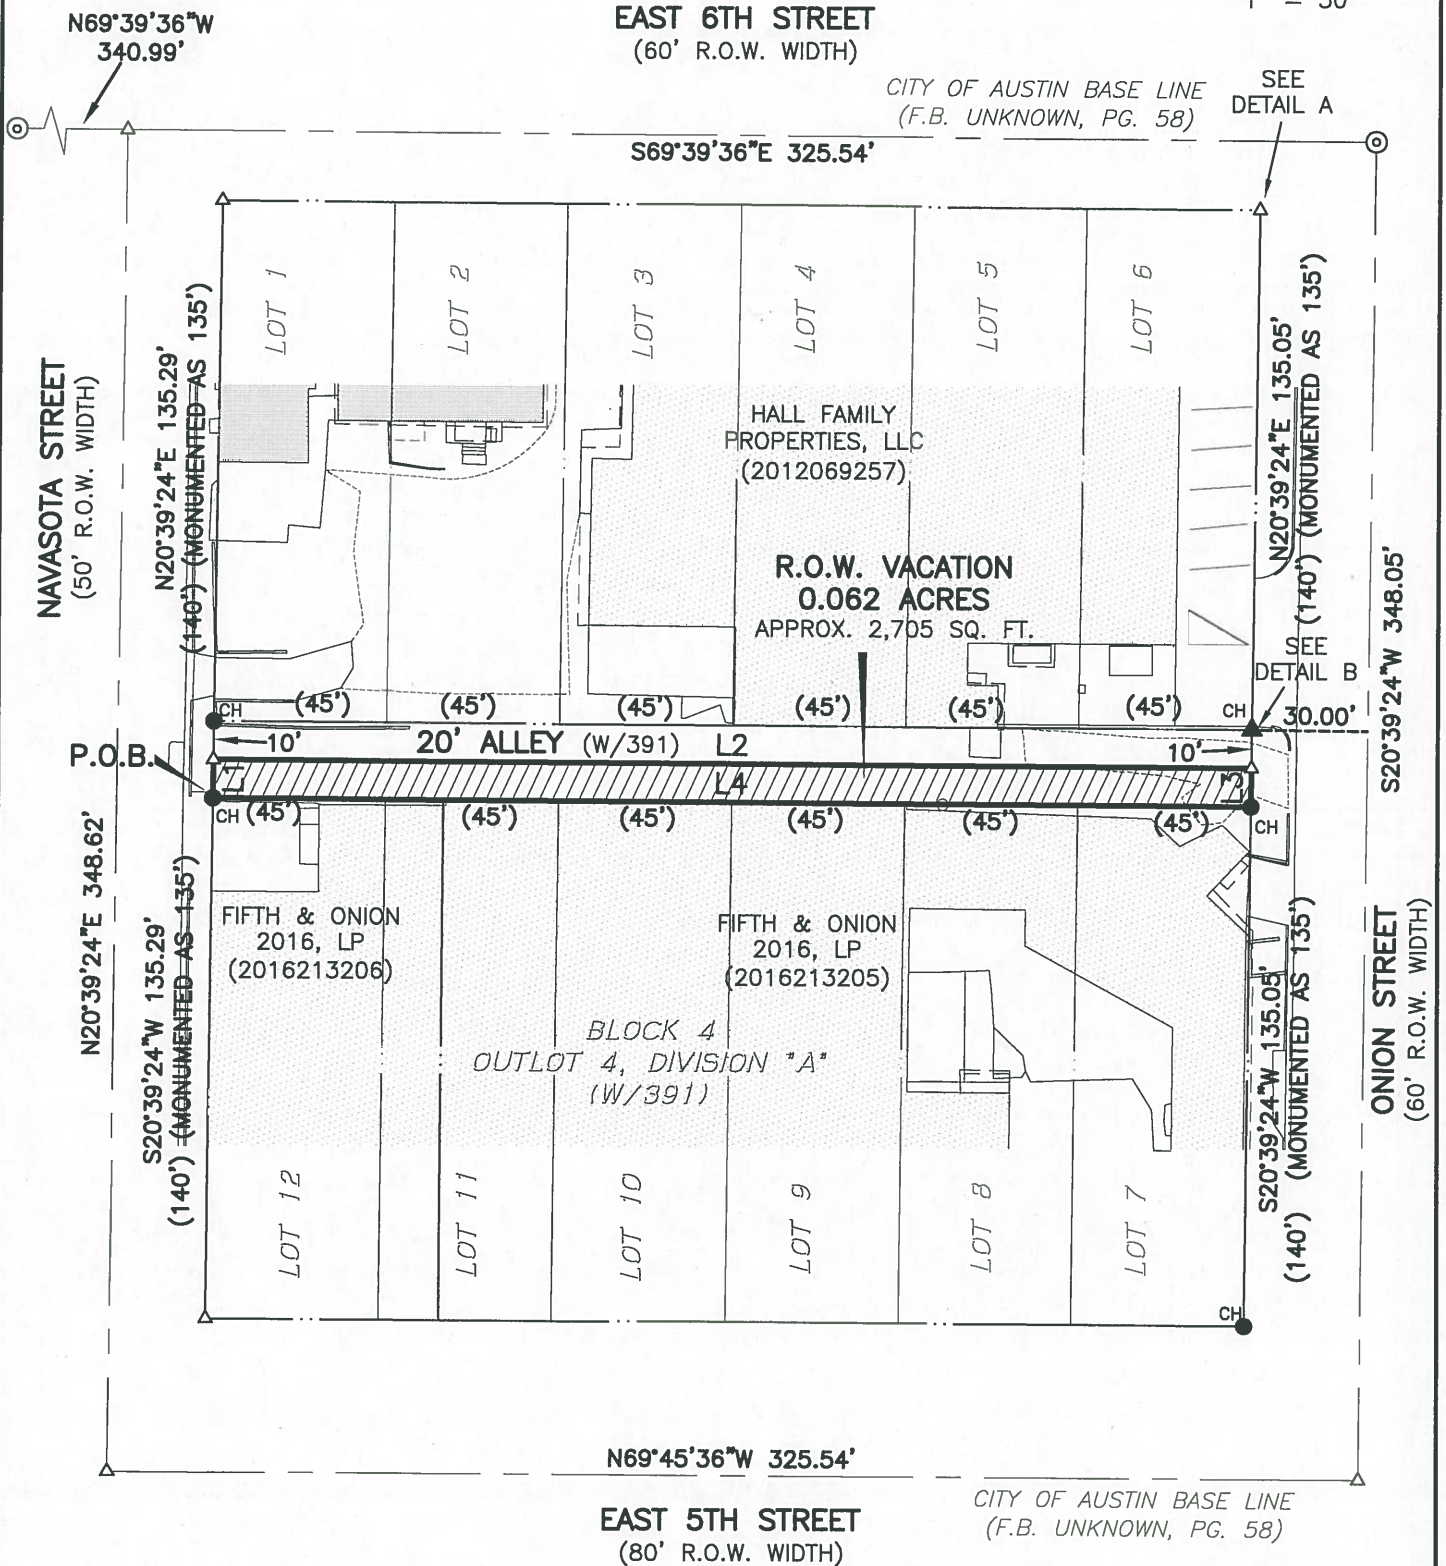 1" = 50'
N69°39'36"W
340.99'
EAST 6TH STREET
(60' R.O.W. WIDTH)
CITY OF AUSTIN BASE LINE
(F.B. UNKNOWN, PG. 58)
SEE
DETAIL A
S69°39'36"E 325.54'
LOT 1
LOT 2
LOT 3
LOT 4
LOT 5
LOT 6
NAVASOTA STREET
(50' R.O.W. WIDTH)
N20°39'24"E 135.29'
(140') (MONUMENTED AS 135')
HALL FAMILY
PROPERTIES, LLC
(2012069257)
N20°39'24"E 135.05'
(140') (MONUMENTED AS 135')
R.O.W. VACATION
0.062 ACRES
APPROX. 2,705 SQ. FT.
S20°39'24"W 348.05'
SEE
DETAIL B
CH
(45')
(45')
(45')
(45')
(45')
(45')
CH
30.00'
P.O.B.
10'
20' ALLEY (W/391)
L2
10'
L1
L4
L3
CH
(45')
(45')
(45')
(45')
(45')
(45')
CH
N20°39'24"E 348.62'
S20°39'24"W 135.29'
(140') (MONUMENTED AS 135')
FIFTH & ONION
2016, LP
(2016213206)
FIFTH & ONION
2016, LP
(2016213205)
BLOCK 4
OUTLOT 4, DIVISION "A"
(W/391)
S20°39'24"W 135.05'
(140') (MONUMENTED AS 135')
ONION STREET
(60' R.O.W. WIDTH)
LOT 12
LOT 11
LOT 10
LOT 9
LOT 8
LOT 7
CH
N69°45'36"W 325.54'
CITY OF AUSTIN BASE LINE
(F.B. UNKNOWN, PG. 58)
EAST 5TH STREET
(80' R.O.W. WIDTH)